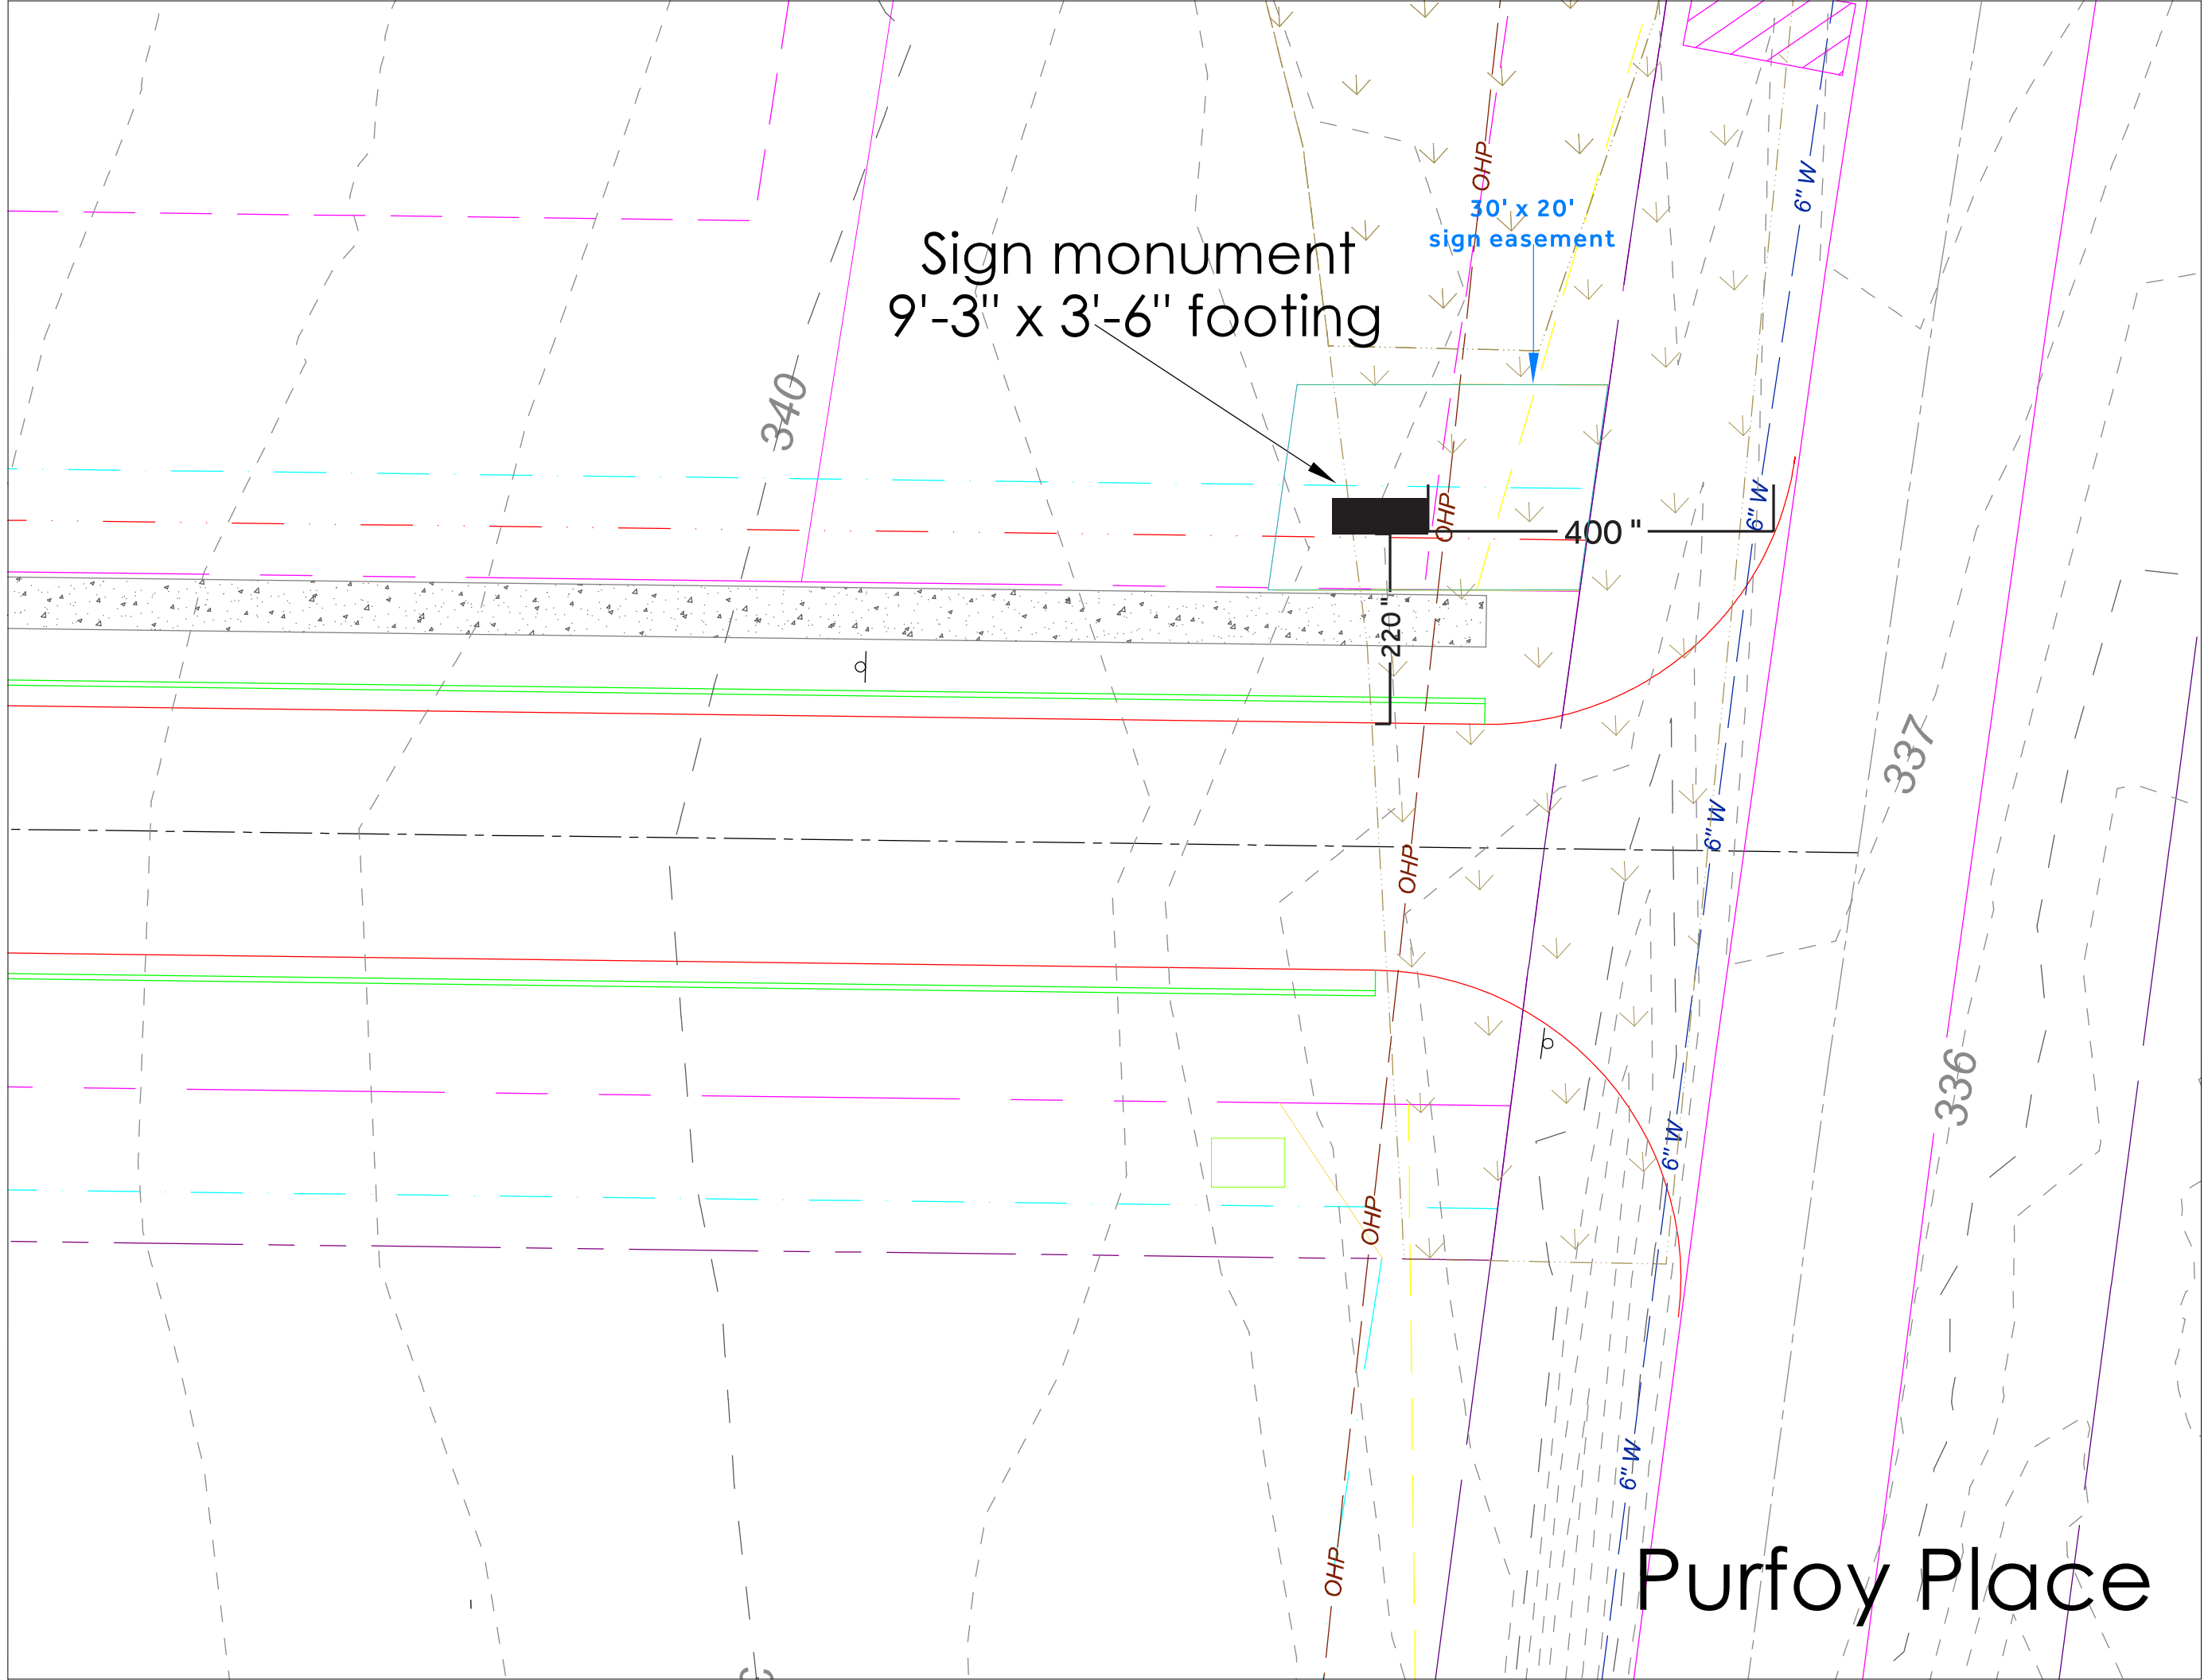 OHP
6" W
30' x 20'
sign easement
Sign monument
9'-3" x 3'-6" footing
340
OHP
6" W
400 "
220 "
337
6" W
OHP
336
6" W
OHP
6" W
OHP
Purfoy Place